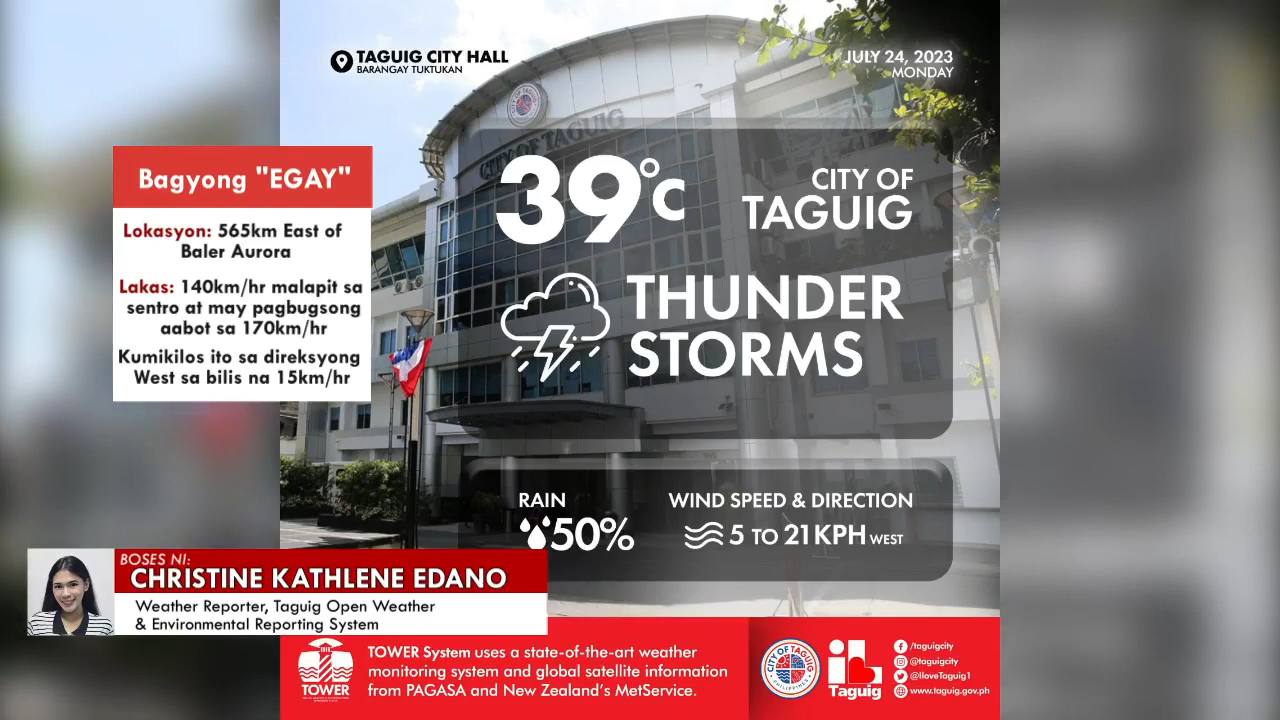 TAGUIG CITY HALL
BARANGAY TUKTUKAN
JULY 24, 2023
MONDAY
CITY OF TAGUIG
39°C
CITY OF
TAGUIG
THUNDER
STORMS
Bagyong "EGAY"
Lokasyon: 565km East of
Baler Aurora
Lakas: 140km/hr malapit sa
sentro at may pagbugsong
aabot sa 170km/hr
Kumikilos ito sa direksyong
West sa bilis na 15km/hr
RAIN
50%
WIND SPEED & DIRECTION
5 TO 21 KPH WEST
BOSES NI:
CHRISTINE KATHLENE EDANO
Weather Reporter, Taguig Open Weather
& Environmental Reporting System
TOWER
TOWER System uses a state-of-the-art weather
monitoring system and global satellite information
from PAGASA and New Zealand's MetService.
CITY OF TAGUIG
PHILIPPINES
Taguig
/taguigcity
@taguigcity
@IloveTaguig1
www.taguig.gov.ph